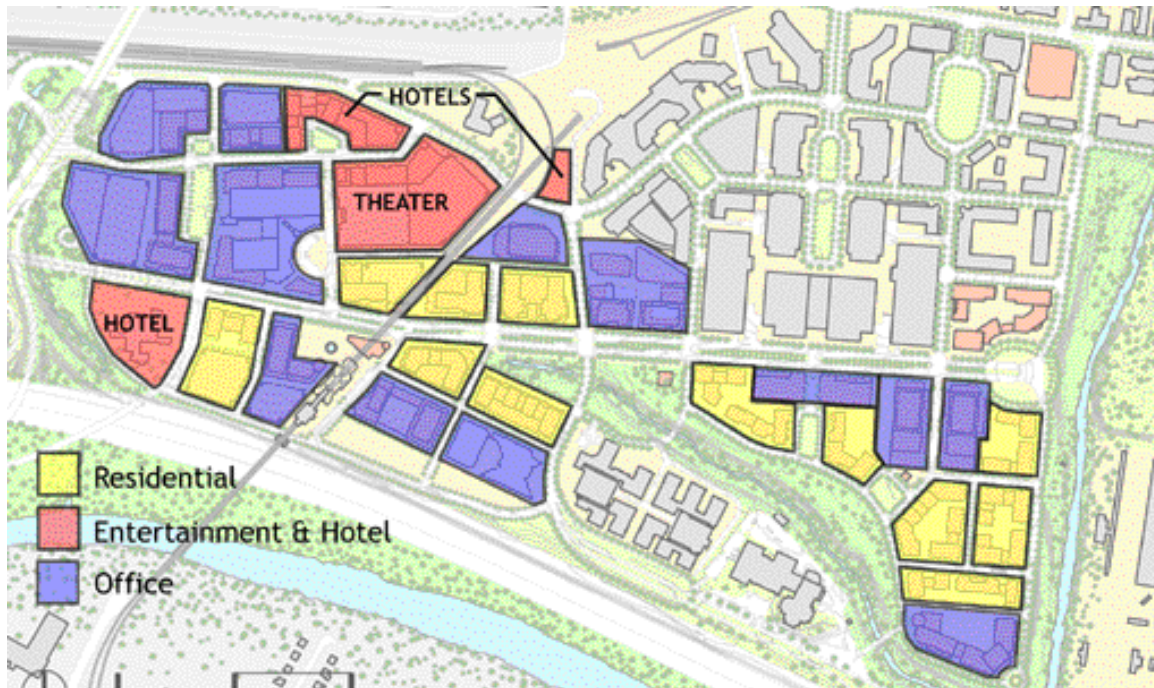 HOTELS
THEATER
HOTEL
Residential
Entertainment & Hotel
Office